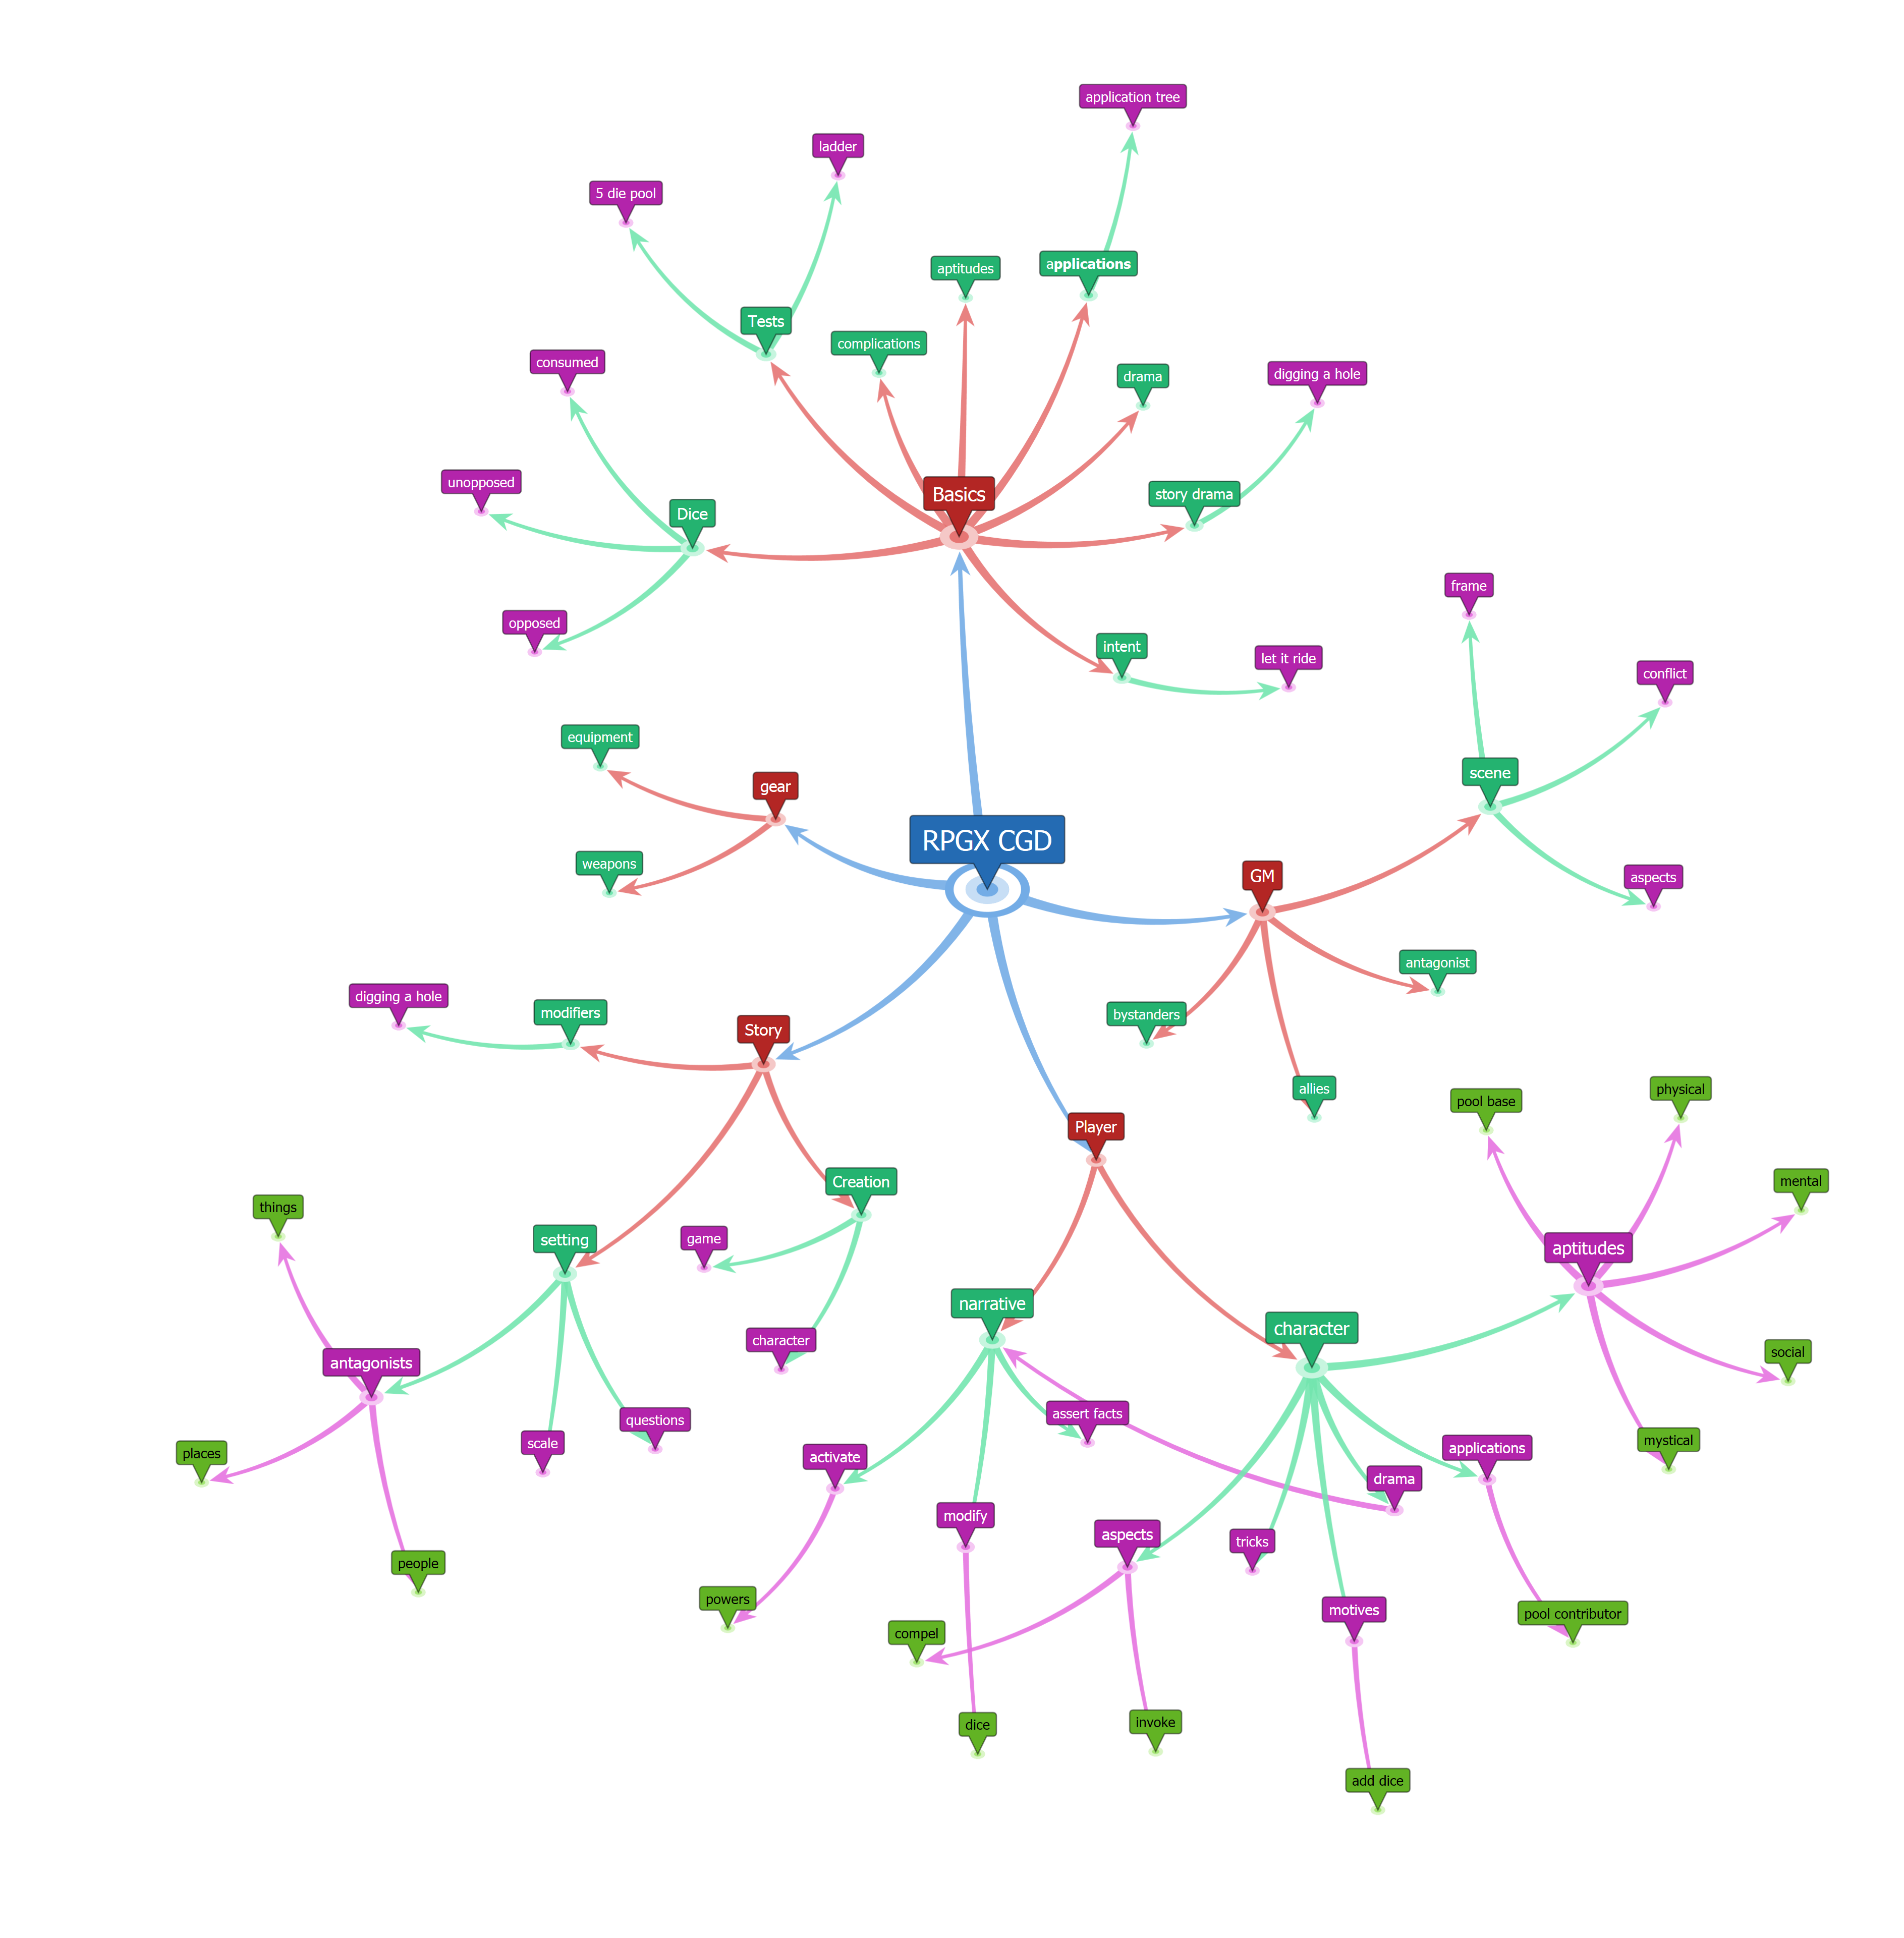 application tree
ladder
5 die pool
applications
aptitudes
Tests
complications
consumed
drama
digging a hole
unopposed
Basics
story drama
Dice
frame
opposed
intent
let it ride
conflict
equipment
scene
gear
RPGX CGD
weapons
GM
aspects
antagonist
digging a hole
modifiers
bystanders
Story
allies
physical
pool base
Player
Creation
mental
things
game
setting
aptitudes
narrative
character
character
social
antagonists
assert facts
questions
scale
mystical
applications
places
activate
drama
modify
aspects
tricks
people
powers
motives
pool contributor
compel
dice
invoke
add dice